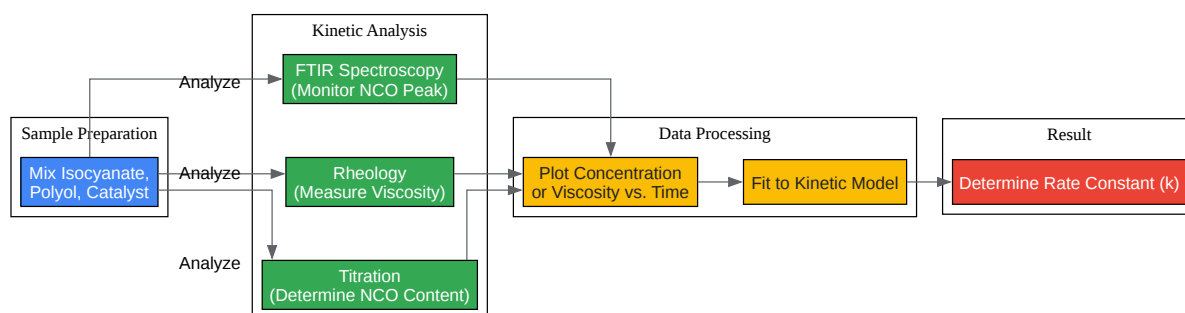 Kinetic Analysis
Analyze
FTIR Spectroscopy
(Monitor NCO Peak)
Sample Preparation
Mix Isocyanate,
Polyol, Catalyst
Analyze
Rheology
(Measure Viscosity)
Analyze
Titration
(Determine NCO Content)
Data Processing
Plot Concentration
or Viscosity vs. Time
Fit to Kinetic Model
Result
Determine Rate Constant (k)